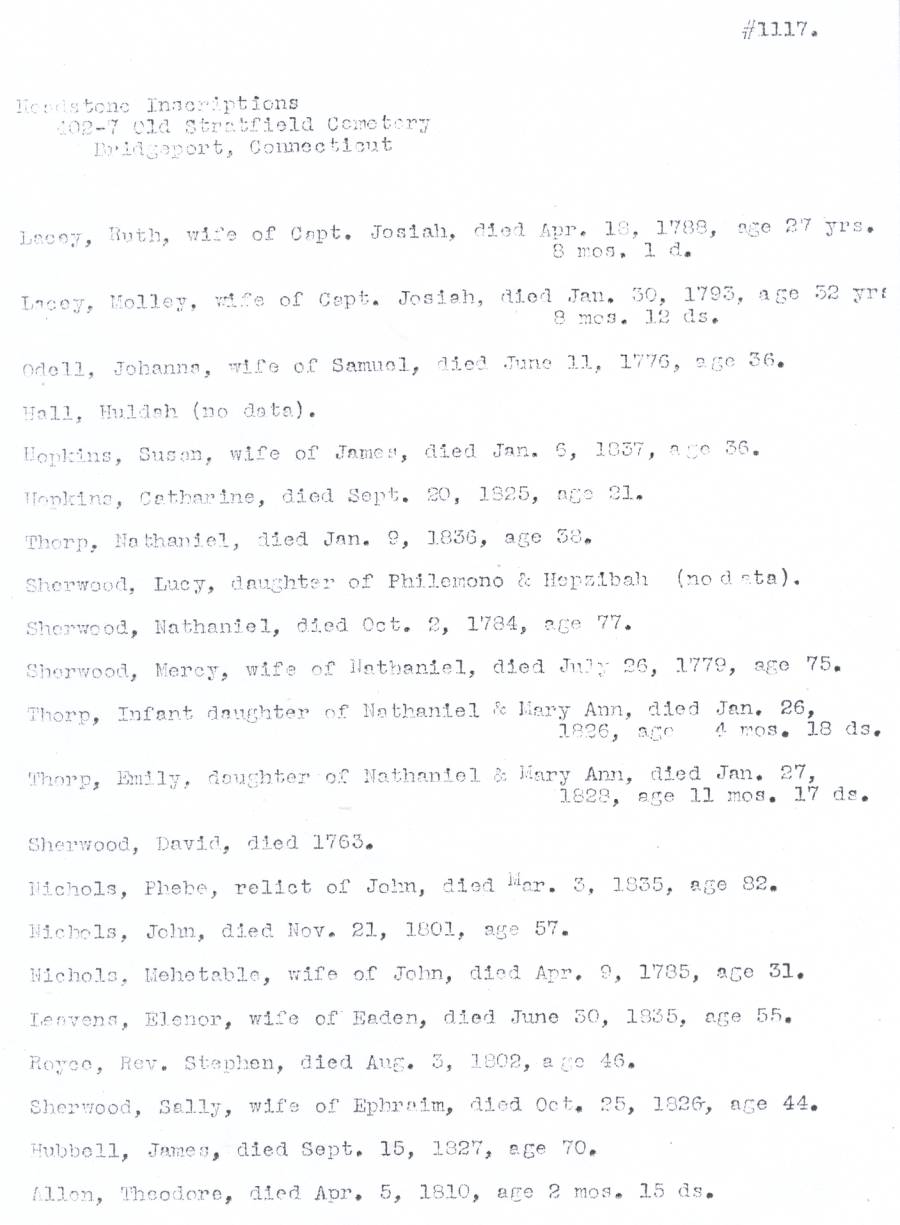 #1117.
Headstone Inscriptions
402-7 Old Stratfield Cemetery
Bridgeport, Connecticut
Lacey, Ruth, wife of Capt. Josiah, died Apr. 18, 1788, age 27 yrs.
8 mos. 1 d.
Lacey, Molley, wife of Capt. Josiah, died Jan. 30, 1793, age 32 yrs
8 mos. 12 ds.
Odell, Johanna, wife of Samuel, died June 11, 1776, age 36.
Hall, Huldah (no data).
Hopkins, Susan, wife of James, died Jan. 6, 1837, age 36.
Hopkins, Catharine, died Sept. 20, 1825, age 21.
Thorp, Nathaniel, died Jan. 9, 1836, age 38.
Sherwood, Lucy, daughter of Philemono & Hepzibah (no data).
Sherwood, Nathaniel, died Oct. 2, 1784, age 77.
Sherwood, Mercy, wife of Nathaniel, died July 26, 1779, age 75.
Thorp, Infant daughter of Nathaniel & Mary Ann, died Jan. 26,
1826, age 4 mos. 18 ds.
Thorp, Emily, daughter of Nathaniel & Mary Ann, died Jan. 27,
1828, age 11 mos. 17 ds.
Sherwood, David, died 1763.
Nichols, Phebe, relict of John, died Mar. 3, 1835, age 82.
Nichols, John, died Nov. 21, 1801, age 57.
Nichols, Mehetable, wife of John, died Apr. 9, 1785, age 31.
Leavens, Elenor, wife of Eaden, died June 30, 1835, age 55.
Royce, Rev. Stephen, died Aug. 3, 1802, age 46.
Sherwood, Sally, wife of Ephraim, died Oct. 25, 1826, age 44.
Hubbell, James, died Sept. 15, 1827, age 70.
Allen, Theodore, died Apr. 5, 1810, age 2 mos. 15 ds.